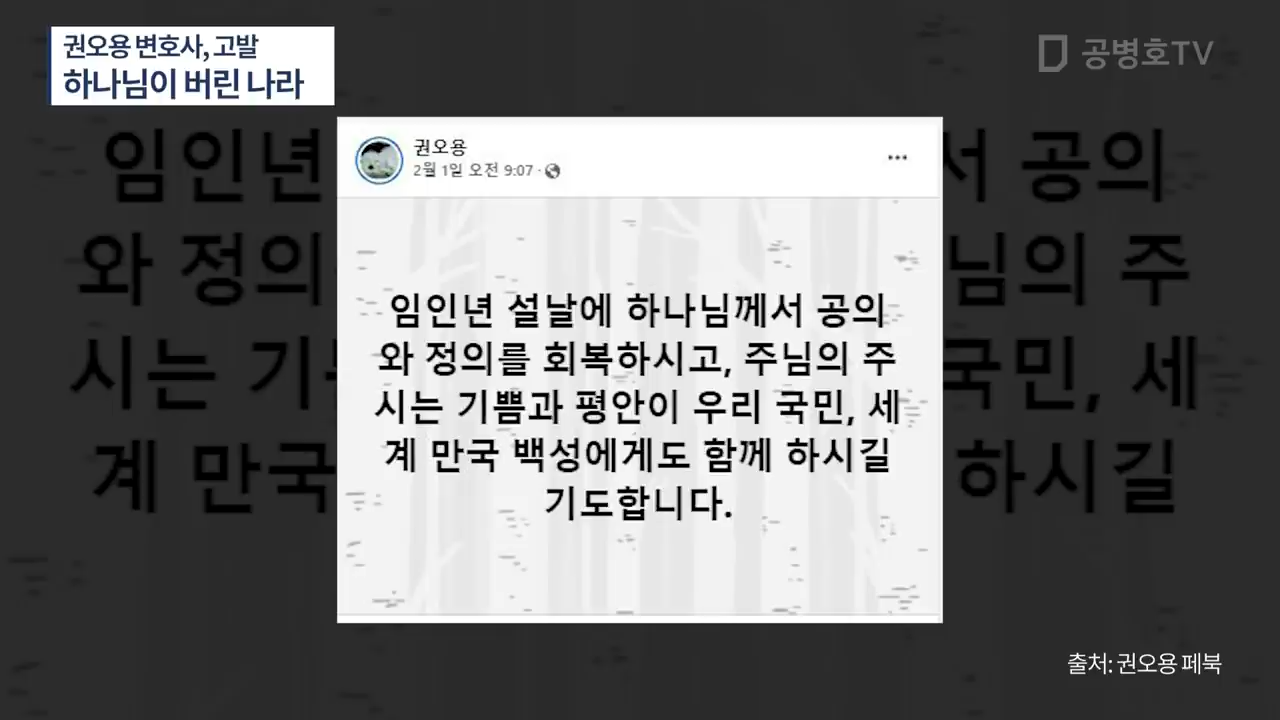 권오용 변호사, 고발
하나님이 버린 나라
공병호TV
권오용
2월 1일 오전 9:07
임인년 설날에 하나님께서 공의
와 정의를 회복하시고, 주님의 주
시는 기쁨과 평안이 우리 국민, 세
계 만국 백성에게도 함께 하시길
기도합니다.
출처: 권오용 페북